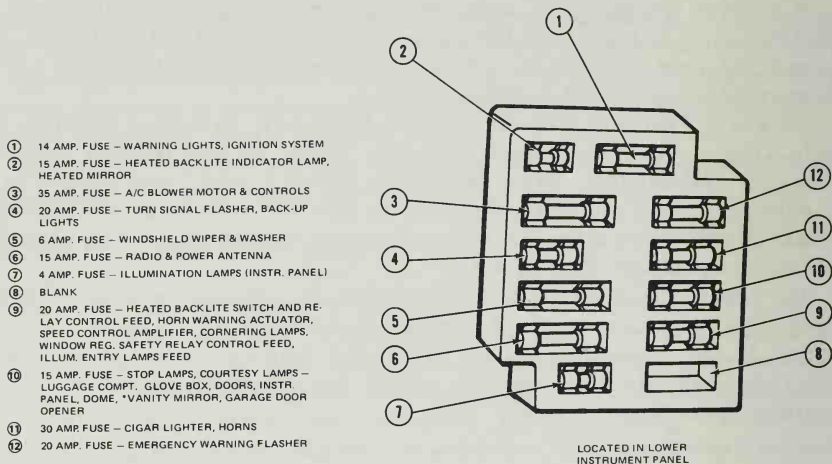 ① 14 AMP. FUSE – WARNING LIGHTS, IGNITION SYSTEM
② 15 AMP. FUSE – HEATED BACKLITE INDICATOR LAMP,
HEATED MIRROR
③ 35 AMP. FUSE – A/C BLOWER MOTOR & CONTROLS
④ 20 AMP. FUSE – TURN SIGNAL FLASHER, BACK-UP
LIGHTS
⑤ 6 AMP. FUSE – WINDSHIELD WIPER & WASHER
⑥ 15 AMP. FUSE – RADIO & POWER ANTENNA
⑦ 4 AMP. FUSE – ILLUMINATION LAMPS (INSTR. PANEL)
⑧ BLANK
⑨ 20 AMP. FUSE – HEATED BACKLITE SWITCH AND RE-
LAY CONTROL FEED, HORN WARNING ACTUATOR,
SPEED CONTROL AMPLIFIER, CORNERING LAMPS,
WINDOW REG. SAFETY RELAY CONTROL FEED,
ILLUM. ENTRY LAMPS FEED
⑩ 15 AMP. FUSE – STOP LAMPS, COURTESY LAMPS –
LUGGAGE COMPT. GLOVE BOX, DOORS, INSTR.
PANEL, DOME, *VANITY MIRROR, GARAGE DOOR
OPENER
⑪ 30 AMP. FUSE – CIGAR LIGHTER, HORNS
⑫ 20 AMP. FUSE – EMERGENCY WARNING FLASHER
①
②
③
④
⑤
⑥
⑦
⑫
⑪
⑩
⑨
⑧
LOCATED IN LOWER
INSTRUMENT PANEL